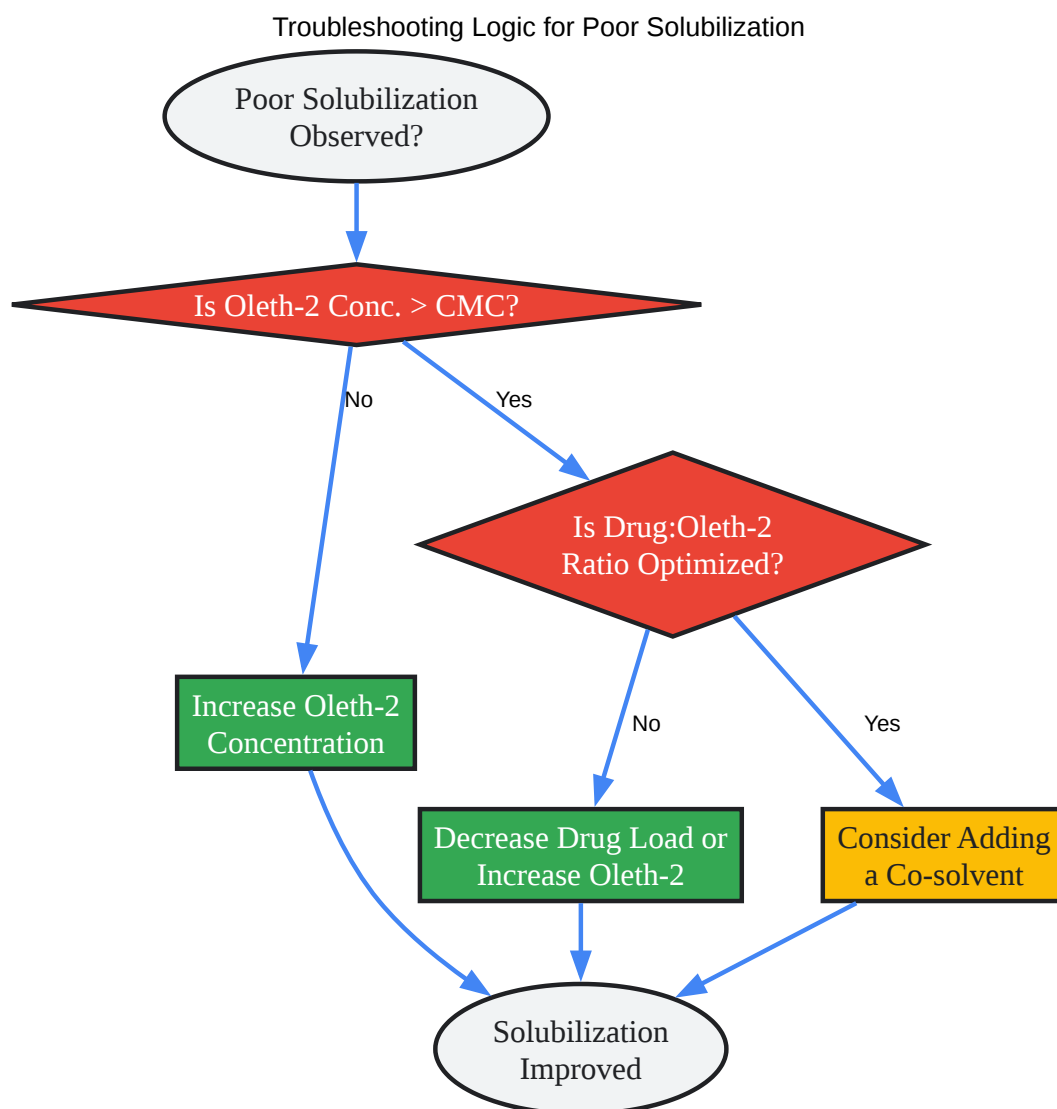 Troubleshooting Logic for Poor Solubilization
Poor Solubilization
Observed?
Is Oleth-2 Conc. > CMC?
No
Yes
Is Drug:Oleth-2
Ratio Optimized?
Increase Oleth-2
Concentration
No
Yes
Decrease Drug Load or
Increase Oleth-2
Consider Adding
a Co-solvent
Solubilization
Improved